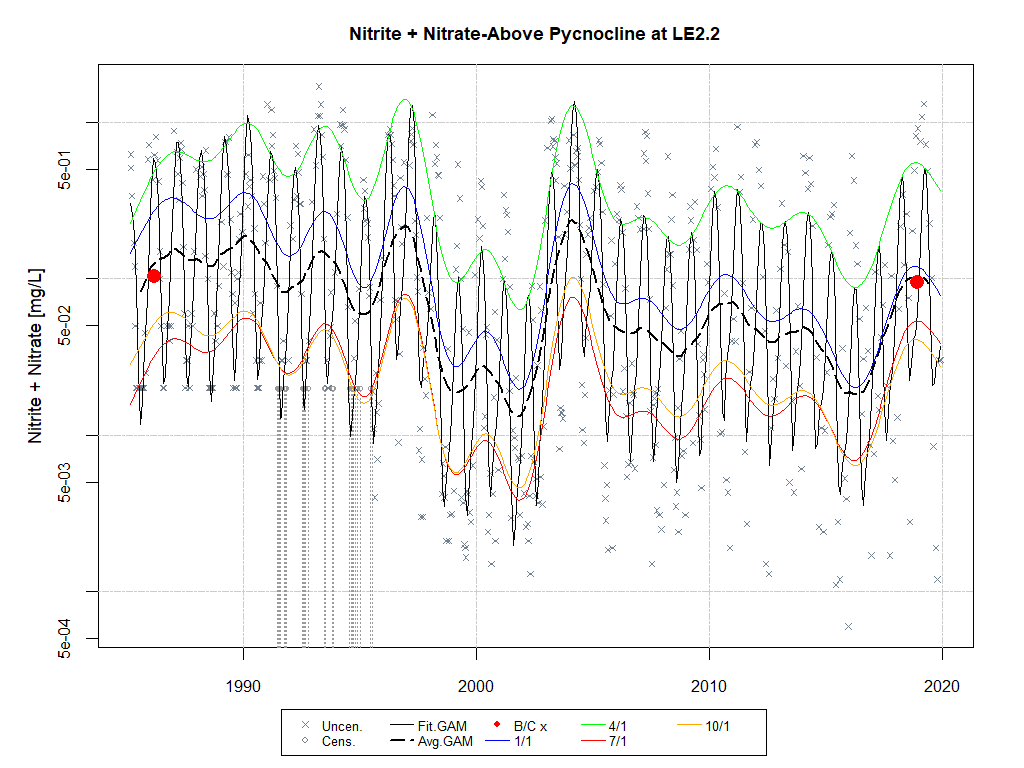 Nitrite + Nitrate-Above Pycnocline at LE2.2
Nitrite + Nitrate [mg/L]
5e-01
5e-02
5e-03
5e-04
1990 2000 2010 2020
Uncen. Fit.GAM B/C x 4/1 10/1
Cens. Avg.GAM 1/1 7/1